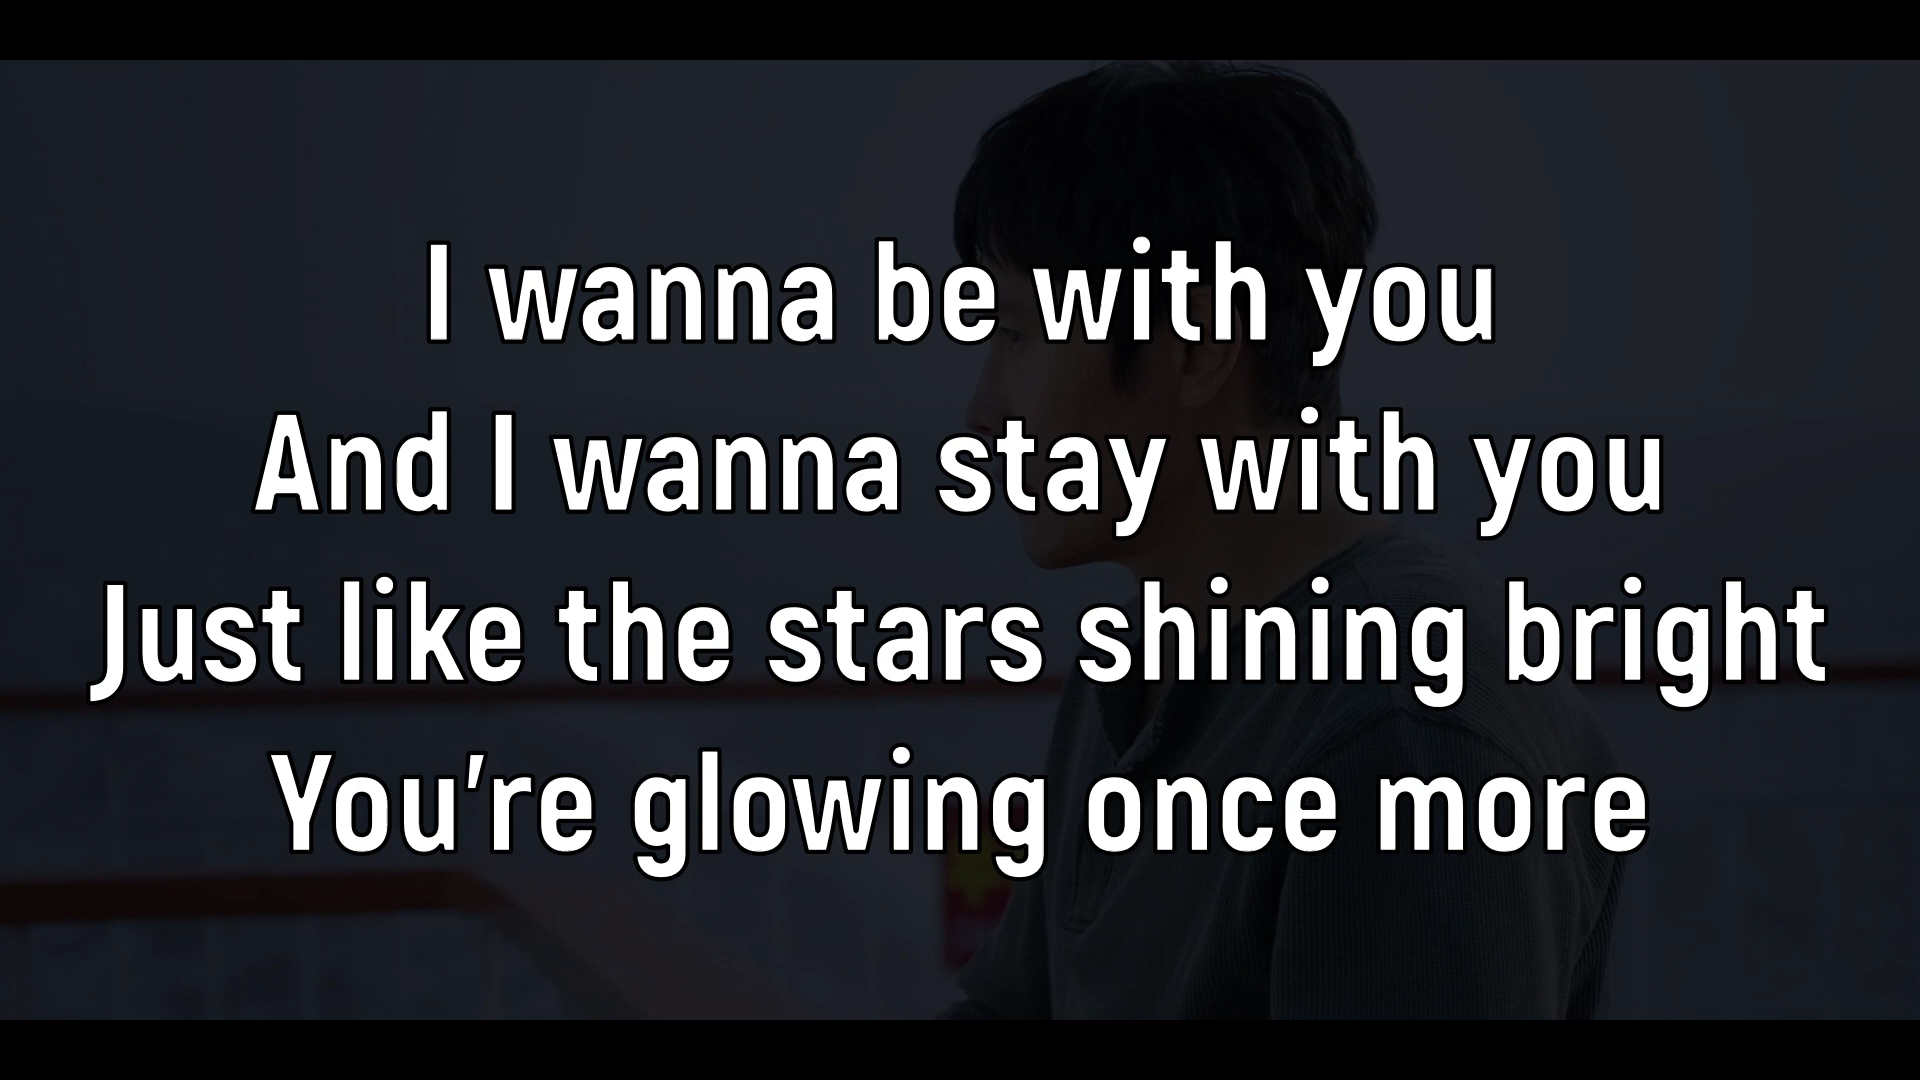 I wanna be with you
And I wanna stay with you
Just like the stars shining bright
You're glowing once more